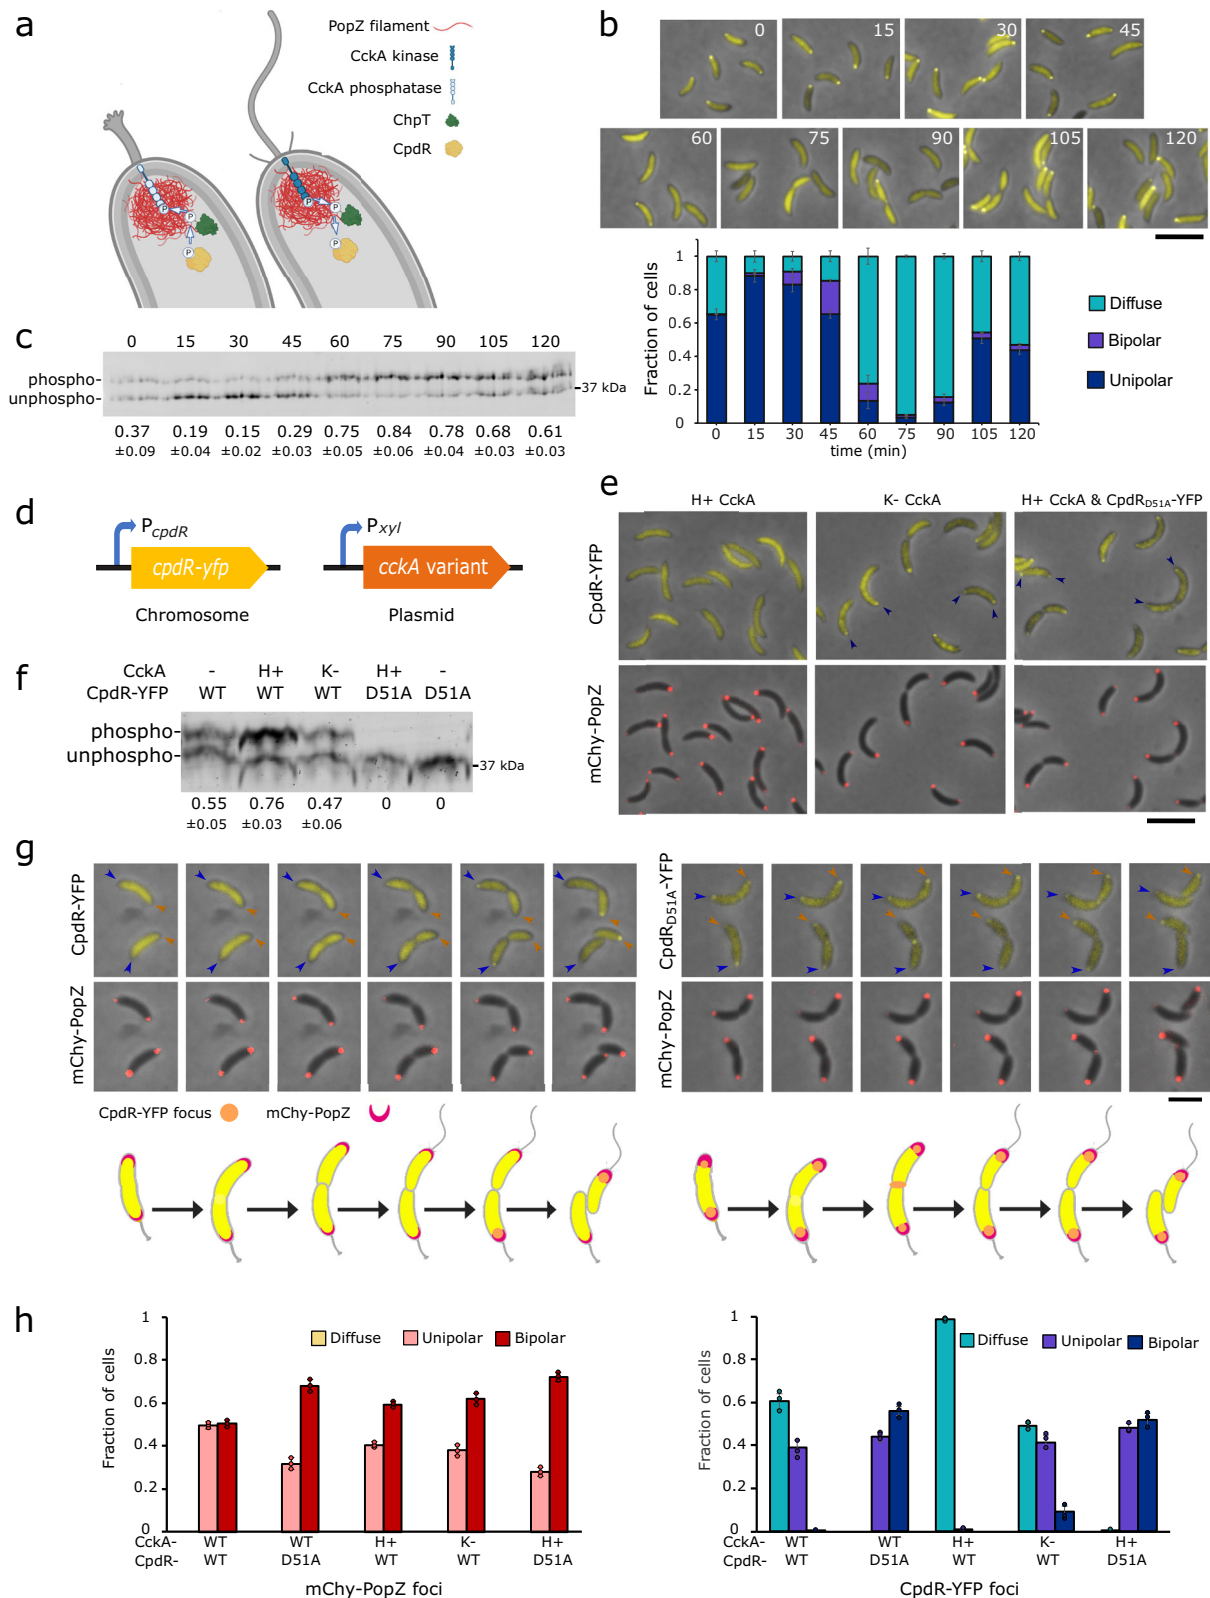 a
PopZ filament
CckA kinase
CckA phosphatase
ChpT
CpdR
P
P
P
P
P
P
b
0
15
30
45
60
75
90
105
120
1
0.8
0.6
0.4
0.2
0
Fraction of cells
0 15 30 45 60 75 90 105 120
time (min)
Diffuse
Bipolar
Unipolar
c
0 15 30 45 60 75 90 105 120
phospho-
unphospho-
37 kDa
0.37 0.19 0.15 0.29 0.75 0.84 0.78 0.68 0.61
±0.09 ±0.04 ±0.02 ±0.03 ±0.05 ±0.06 ±0.04 ±0.03 ±0.03
d
PcpdR
cpdR-yfp
Chromosome
Pxyl
cckA variant
Plasmid
e
H+ CckA
K- CckA
H+ CckA & CpdRD51A-YFP
CpdR-YFP
mChy-PopZ
f
CckA - H+ K- H+ -
CpdR-YFP WT WT WT D51A D51A
phospho-
unphospho-
37 kDa
0.55 0.76 0.47 0 0
±0.05 ±0.03 ±0.06
g
CpdR-YFP
mChy-PopZ
CpdRD51A-YFP
mChy-PopZ
CpdR-YFP focus
mChy-PopZ
h
1
0.8
0.6
0.4
0.2
0
Fraction of cells
Diffuse Unipolar Bipolar
CckA- WT WT H+ K- H+
CpdR- WT D51A WT WT D51A
mChy-PopZ foci
1
0.8
0.6
0.4
0.2
0
Fraction of cells
Diffuse Unipolar Bipolar
CckA- WT WT H+ K- H+
CpdR- WT D51A WT WT D51A
CpdR-YFP foci